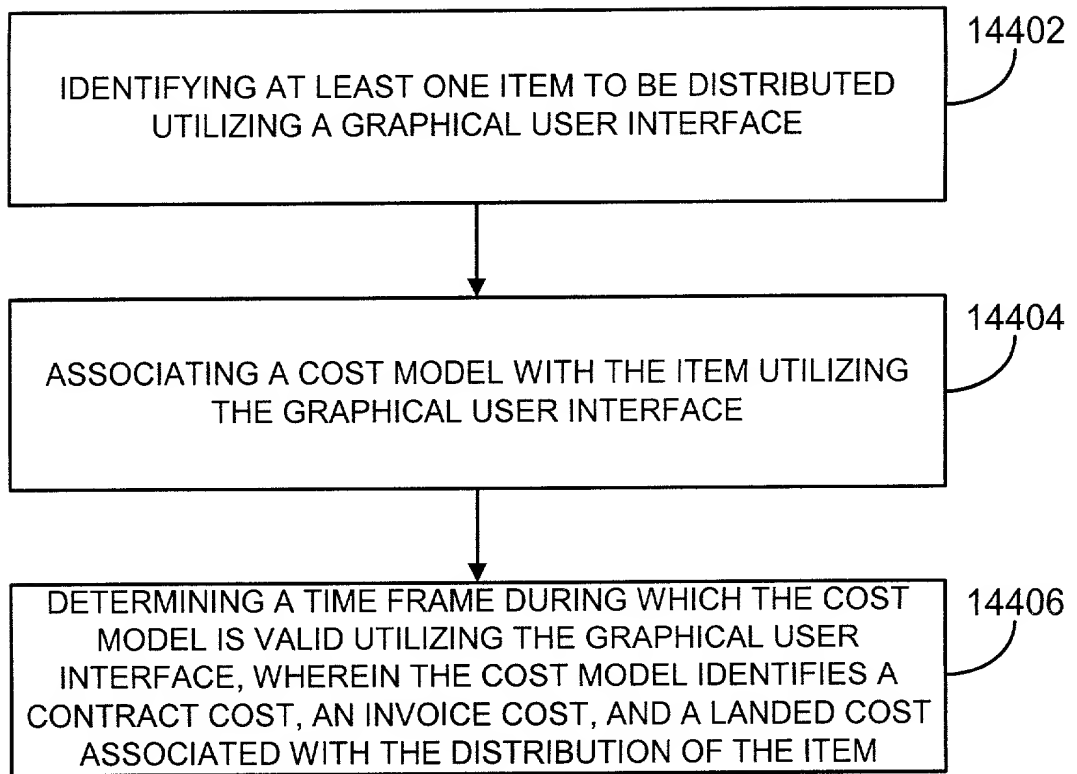 14402
IDENTIFYING AT LEAST ONE ITEM TO BE DISTRIBUTED
UTILIZING A GRAPHICAL USER INTERFACE
14404
ASSOCIATING A COST MODEL WITH THE ITEM UTILIZING
THE GRAPHICAL USER INTERFACE
14406
DETERMINING A TIME FRAME DURING WHICH THE COST
MODEL IS VALID UTILIZING THE GRAPHICAL USER
INTERFACE, WHEREIN THE COST MODEL IDENTIFIES A
CONTRACT COST, AN INVOICE COST, AND A LANDED COST
ASSOCIATED WITH THE DISTRIBUTION OF THE ITEM